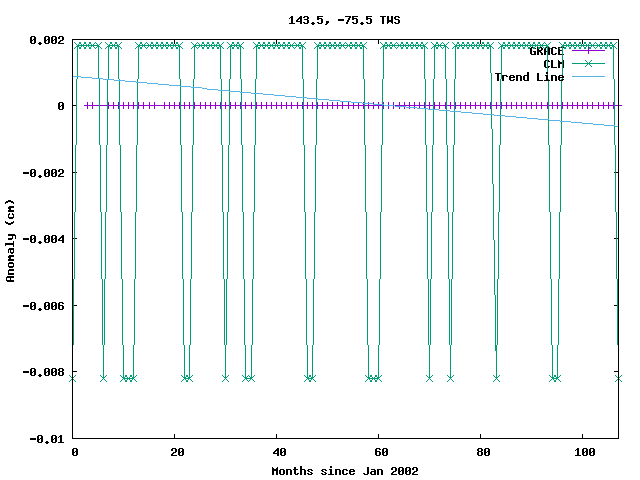 143.5, -75.5 TWS
0.002
0
-0.002
-0.004
-0.006
-0.008
-0.01
Anomaly (cm)
GRACE
CLM
Trend Line
0 20 40 60 80 100
Months since Jan 2002